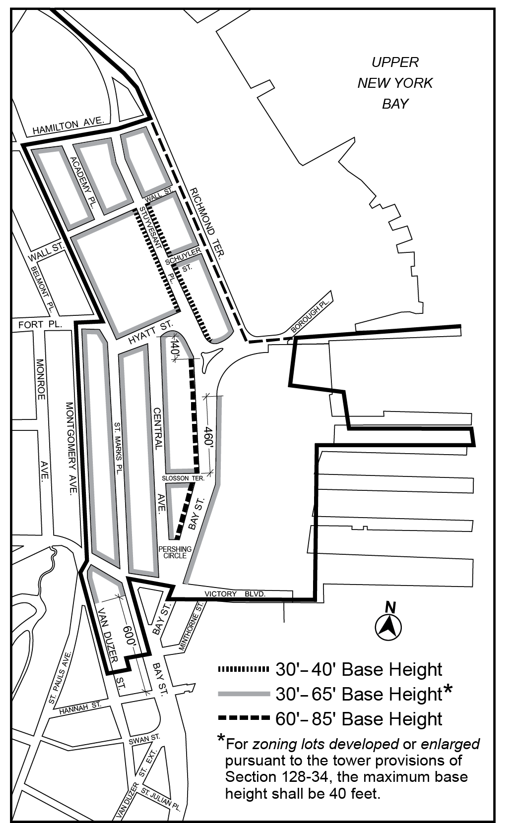 UPPER
NEW YORK
BAY
HAMILTON AVE.
ACADEMY PL.
WALL ST.
STUYVESANT PL.
RICHMOND TER.
SCHUYLER
ST.
WALL ST.
BELMONT PL.
BOROUGH PL.
FORT PL.
HYATT ST.
140'
MONROE
AVE.
MONTGOMERY AVE.
ST. MARKS PL.
CENTRAL
AVE.
460'
SLOSSON TER.
BAY ST.
PERSHING
CIRCLE
VICTORY BLVD.
VAN DUZER
ST.
600'
BAY ST.
MINTHORNE ST.
BAY ST.
ST. PAULS AVE.
HANNAH ST.
SWAN ST.
VAN DUZER
ST. EXT.
ST. JULIAN PL.
N
30'– 40' Base Height
30'– 65' Base Height*
60'– 85' Base Height
*For zoning lots developed or enlarged
pursuant to the tower provisions of
Section 128-34, the maximum base
height shall be 40 feet.